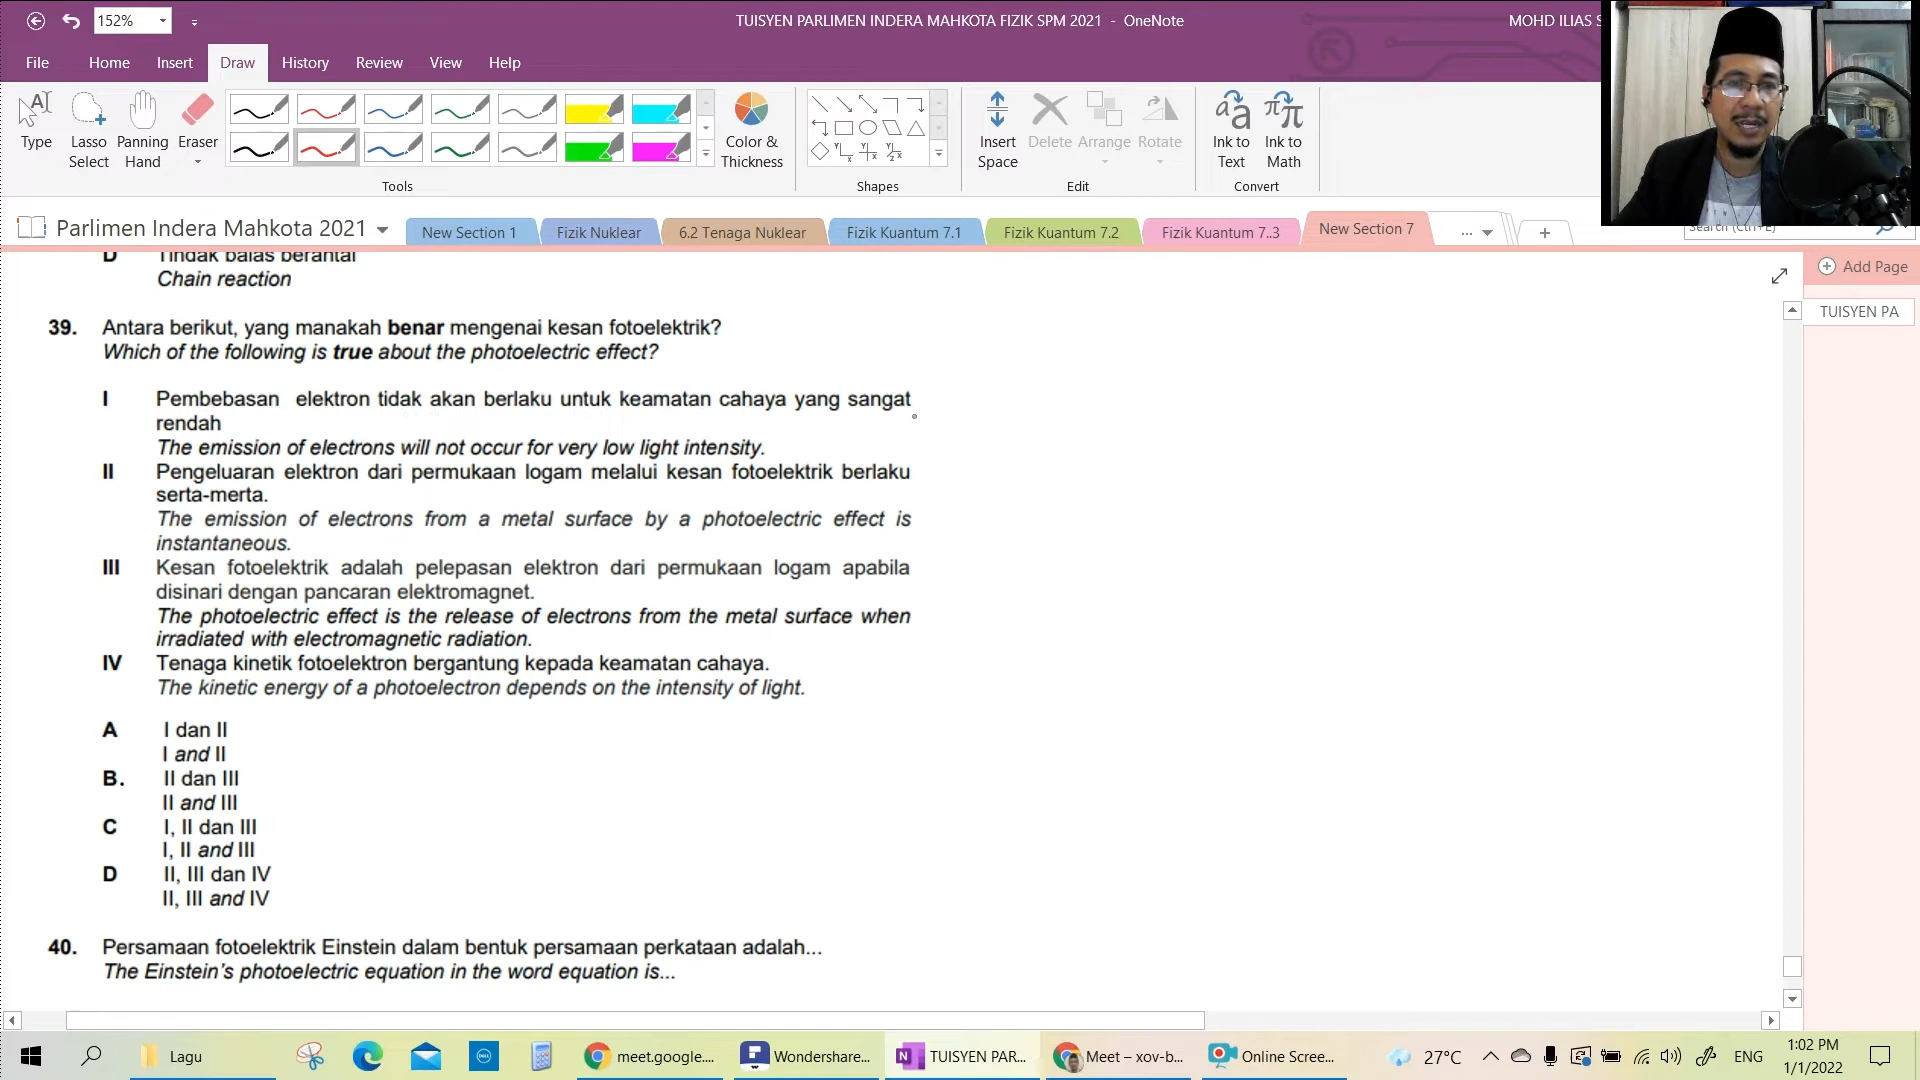 152%
TUISYEN PARLIMEN INDERA MAHKOTA FIZIK SPM 2021 - OneNote
MOHD ILIAS S
File Home Insert Draw History Review View Help
Type
Lasso Select
Panning Hand
Eraser
Color & Thickness
Insert Space
Delete
Arrange
Rotate
Ink to Text
Ink to Math
Tools
Shapes
Edit
Convert
Parlimen Indera Mahkota 2021
New Section 1
Fizik Nuklear
6.2 Tenaga Nuklear
Fizik Kuantum 7.1
Fizik Kuantum 7.2
Fizik Kuantum 7..3
New Section 7
...
Search (Ctrl+E)
Add Page
TUISYEN PA
D Tindak balas berantai
Chain reaction
39. Antara berikut, yang manakah benar mengenai kesan fotoelektrik?
Which of the following is true about the photoelectric effect?
I Pembebasan elektron tidak akan berlaku untuk keamatan cahaya yang sangat
rendah
The emission of electrons will not occur for very low light intensity.
II Pengeluaran elektron dari permukaan logam melalui kesan fotoelektrik berlaku
serta-merta.
The emission of electrons from a metal surface by a photoelectric effect is
instantaneous.
III Kesan fotoelektrik adalah pelepasan elektron dari permukaan logam apabila
disinari dengan pancaran elektromagnet.
The photoelectric effect is the release of electrons from the metal surface when
irradiated with electromagnetic radiation.
IV Tenaga kinetik fotoelektron bergantung kepada keamatan cahaya.
The kinetic energy of a photoelectron depends on the intensity of light.
A I dan II
I and II
B. II dan III
II and III
C I, II dan III
I, II and III
D II, III dan IV
II, III and IV
40. Persamaan fotoelektrik Einstein dalam bentuk persamaan perkataan adalah...
The Einstein's photoelectric equation in the word equation is...
Lagu
meet.google....
Wondershare...
TUISYEN PAR...
Meet – xov-b...
Online Scree...
27°C
ENG
1:02 PM
1/1/2022